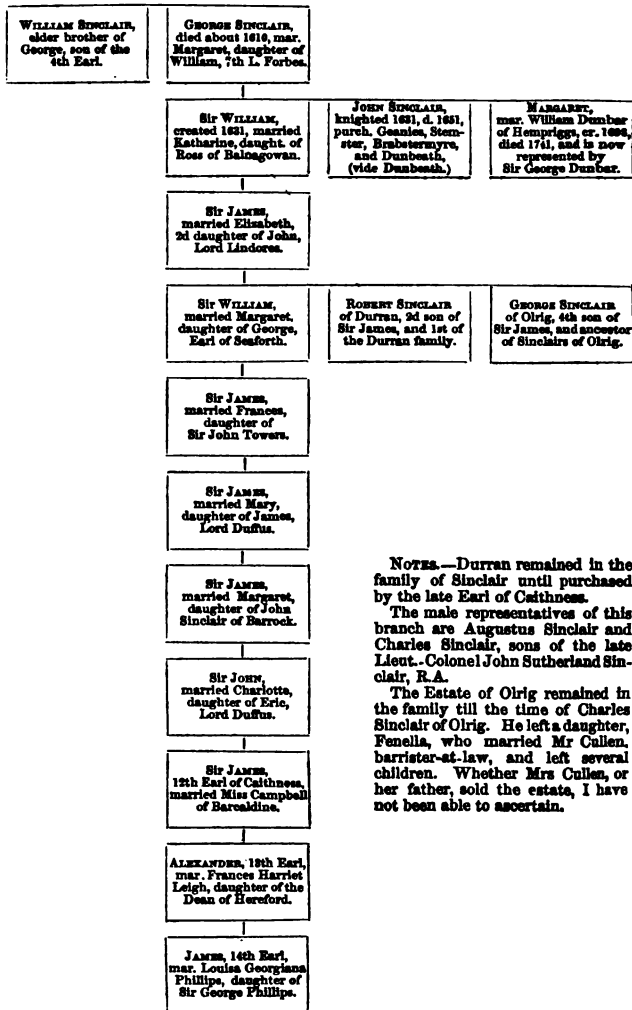 WILLIAM SINCLAIR,
elder brother of
George, son of the
4th Earl.
GEORGE SINCLAIR,
died about 1616, mar.
Margaret, daughter of
William, 7th L. Forbes.
Sir WILLIAM,
created 1631, married
Katharine, daught. of
Ross of Balnagowan.
JOHN SINCLAIR,
knighted 1631, d. 1651,
purch. Geanies, Stem-
ster, Brabstermyre,
and Dunbeath,
(vide Dunbeath.)
MARGARET,
mar. William Dunbar
of Hempriggs, cr. 1698,
died 1741, and is now
represented by
Sir George Dunbar.
Sir JAMES,
married Elizabeth,
2d daughter of John,
Lord Lindores.
Sir WILLIAM,
married Margaret,
daughter of George,
Earl of Seaforth.
ROBERT SINCLAIR
of Durran, 2d son of
Sir James, and 1st of
the Durran family.
GEORGE SINCLAIR
of Olrig, 4th son of
Sir James, and ancestor
of Sinclairs of Olrig.
Sir JAMES,
married Frances,
daughter of
Sir John Towers.
Sir JAMES,
married Mary,
daughter of James,
Lord Duffus.
Sir JAMES,
married Margaret,
daughter of John
Sinclair of Barrock.
Sir JOHN,
married Charlotte,
daughter of Eric,
Lord Duffus.
Sir JAMES,
12th Earl of Caithness,
married Miss Campbell
of Barcaldine.
ALEXANDER, 13th Earl,
mar. Frances Harriet
Leigh, daughter of the
Dean of Hereford.
JAMES, 14th Earl,
mar. Louisa Georgiana
Phillips, daughter of
Sir George Phillips.
NOTES.—Durran remained in the
family of Sinclair until purchased
by the late Earl of Caithness.
The male representatives of this
branch are Augustus Sinclair and
Charles Sinclair, sons of the late
Lieut.-Colonel John Sutherland Sin-
clair, R.A.
The Estate of Olrig remained in
the family till the time of Charles
Sinclair of Olrig. He left a daughter,
Fenella, who married Mr Cullen,
barrister-at-law, and left several
children. Whether Mrs Cullen, or
her father, sold the estate, I have
not been able to ascertain.